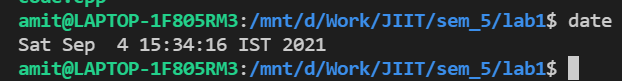 amit@LAPTOP-1F805RM3:/mnt/d/Work/JIIT/sem_5/lab1$ date
Sat Sep  4 15:34:16 IST 2021
amit@LAPTOP-1F805RM3:/mnt/d/Work/JIIT/sem_5/lab1$